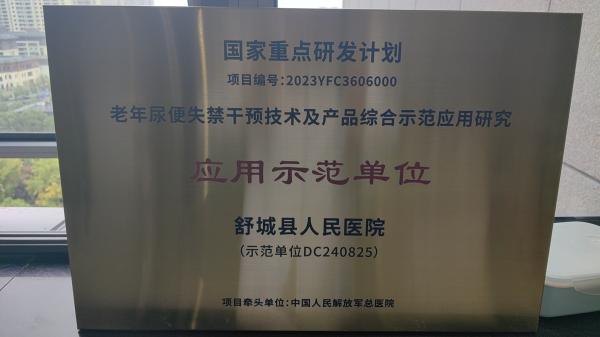 国家重点研发计划
项目编号:2023YFC3606000
老年尿便失禁干预技术及产品综合示范应用研究
应用示范单位
舒城县人民医院
(示范单位DC240825)
项目牵头单位:中国人民解放军总医院